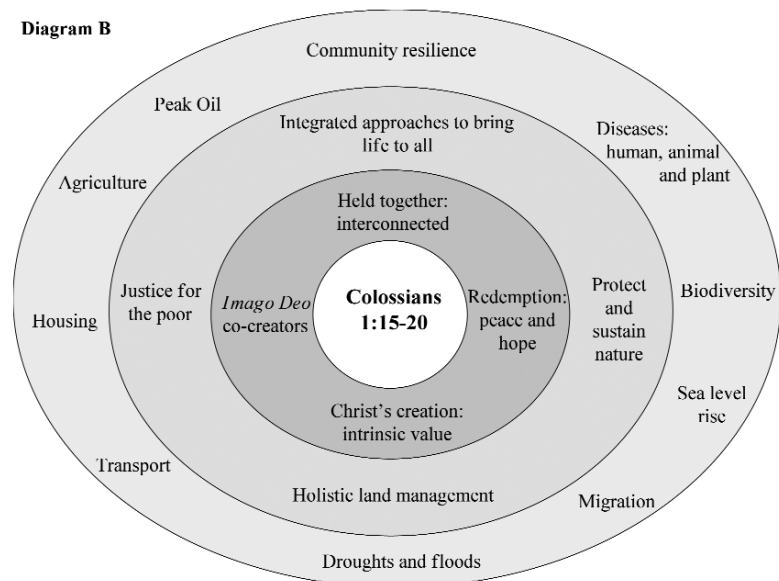 Diagram B
Community resilience
Peak Oil
Diseases:
human, animal
and plant
Agriculture
Integrated approaches to bring
life to all
Held together:
interconnected
Housing
Justice for
the poor
Imago Deo
co-creators
Colossians
1:15-20
Redemption:
peace and
hope
Protect
and
sustain
nature
Biodiversity
Christ's creation:
intrinsic value
Sea level
rise
Transport
Holistic land management
Migration
Droughts and floods